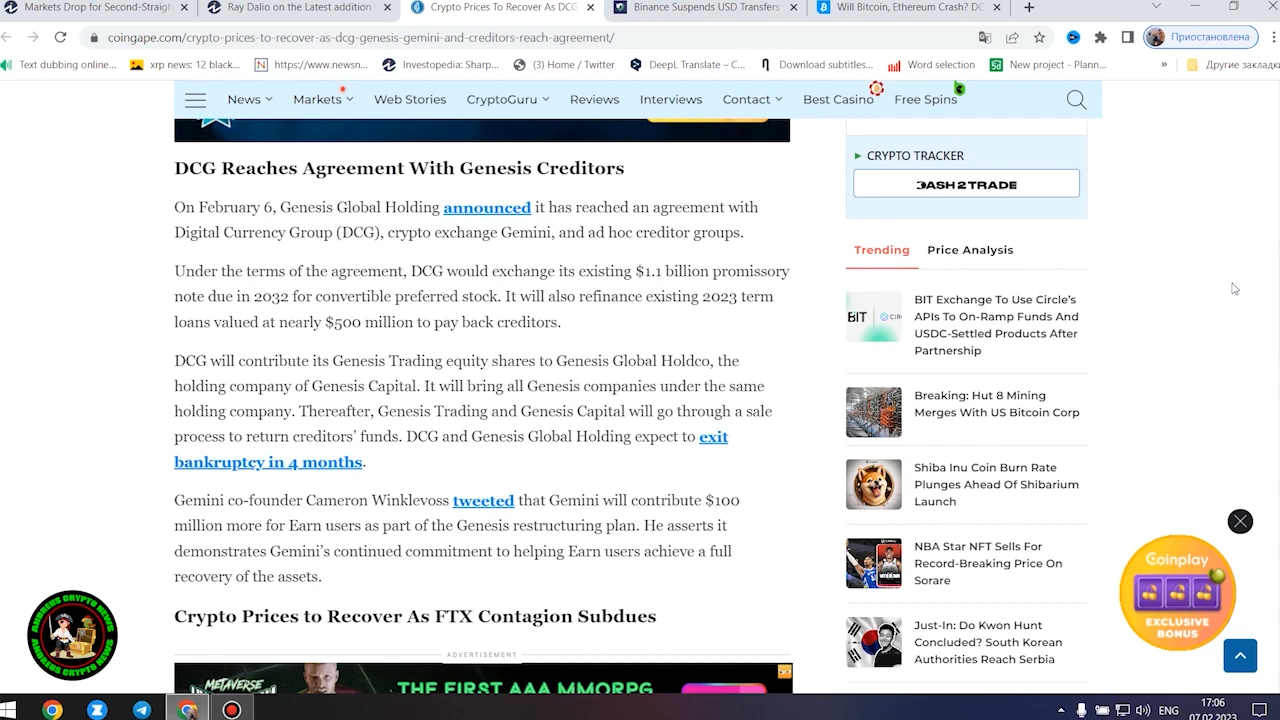 Markets Drop for Second-Straigh
Ray Dalio on the Latest addition
Crypto Prices To Recover As DCG
Binance Suspends USD Transfers
Will Bitcoin, Ethereum Crash? DC
coingape.com/crypto-prices-to-recover-as-dcg-genesis-gemini-and-creditors-reach-agreement/
Приостановлена
Text dubbing online...
xrp news: 12 black...
https://www.newsn...
Investopedia: Sharp...
(3) Home / Twitter
DeepL Translate – C...
Download subtitles...
Word selection
New project - Plann...
»
Другие закладки
News
Markets
Web Stories
CryptoGuru
Reviews
Interviews
Contact
Best Casino
Free Spins
DCG Reaches Agreement With Genesis Creditors
On February 6, Genesis Global Holding announced it has reached an agreement with
Digital Currency Group (DCG), crypto exchange Gemini, and ad hoc creditor groups.
Under the terms of the agreement, DCG would exchange its existing $1.1 billion promissory
note due in 2032 for convertible preferred stock. It will also refinance existing 2023 term
loans valued at nearly $500 million to pay back creditors.
DCG will contribute its Genesis Trading equity shares to Genesis Global Holdco, the
holding company of Genesis Capital. It will bring all Genesis companies under the same
holding company. Thereafter, Genesis Trading and Genesis Capital will go through a sale
process to return creditors' funds. DCG and Genesis Global Holding expect to exit
bankruptcy in 4 months.
Gemini co-founder Cameron Winklevoss tweeted that Gemini will contribute $100
million more for Earn users as part of the Genesis restructuring plan. He asserts it
demonstrates Gemini's continued commitment to helping Earn users achieve a full
recovery of the assets.
Crypto Prices to Recover As FTX Contagion Subdues
ADVERTISEMENT
METAVERSE
THE FIRST AAA MMORPG
CRYPTO TRACKER
DASH 2 TRADE
Trending
Price Analysis
BIT
BIT Exchange To Use Circle's
APIs To On-Ramp Funds And
USDC-Settled Products After
Partnership
Breaking: Hut 8 Mining
Merges With US Bitcoin Corp
Shiba Inu Coin Burn Rate
Plunges Ahead Of Shibarium
Launch
NBA Star NFT Sells For
Record-Breaking Price On
Sorare
Just-In: Do Kwon Hunt
Concluded? South Korean
Authorities Reach Serbia
Coinplay
EXCLUSIVE
BONUS
ANDREUS CRYPTO NEWS
ANDREUS CRYPTO NEWS
ENG
17:06
07.02.2023